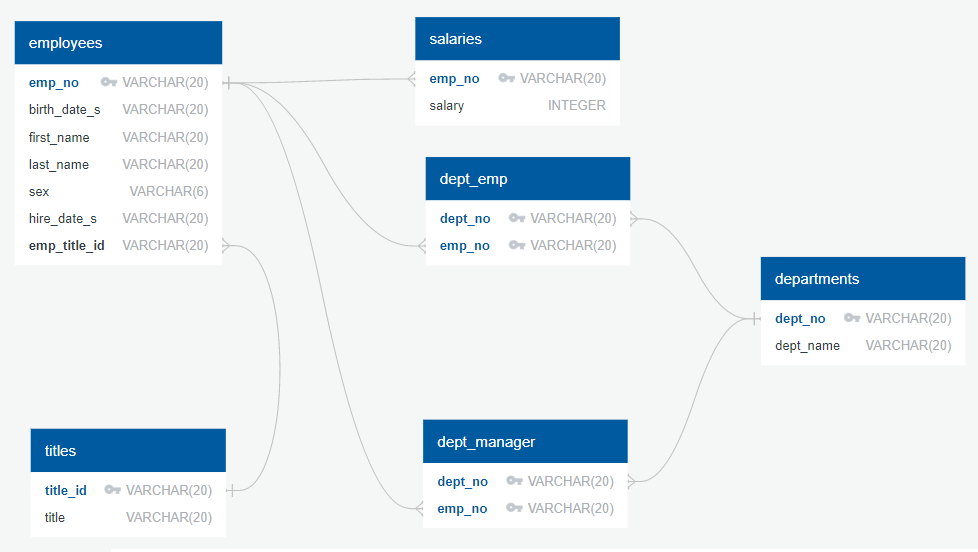 employees
emp_no VARCHAR(20)
birth_date_s VARCHAR(20)
first_name VARCHAR(20)
last_name VARCHAR(20)
sex VARCHAR(6)
hire_date_s VARCHAR(20)
emp_title_id VARCHAR(20)
salaries
emp_no VARCHAR(20)
salary INTEGER
dept_emp
dept_no VARCHAR(20)
emp_no VARCHAR(20)
departments
dept_no VARCHAR(20)
dept_name VARCHAR(20)
titles
title_id VARCHAR(20)
title VARCHAR(20)
dept_manager
dept_no VARCHAR(20)
emp_no VARCHAR(20)